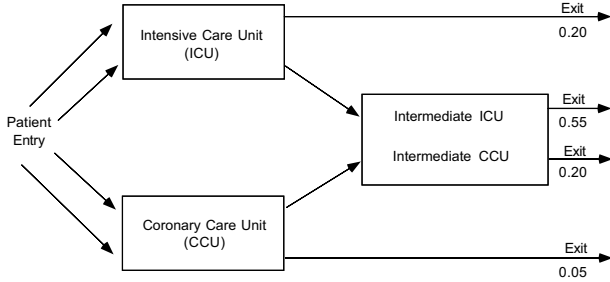 Intensive Care Unit
(ICU)
Exit
0.20
Patient
Entry
Intermediate ICU
Intermediate CCU
Exit
0.55
Exit
0.20
Coronary Care Unit
(CCU)
Exit
0.05